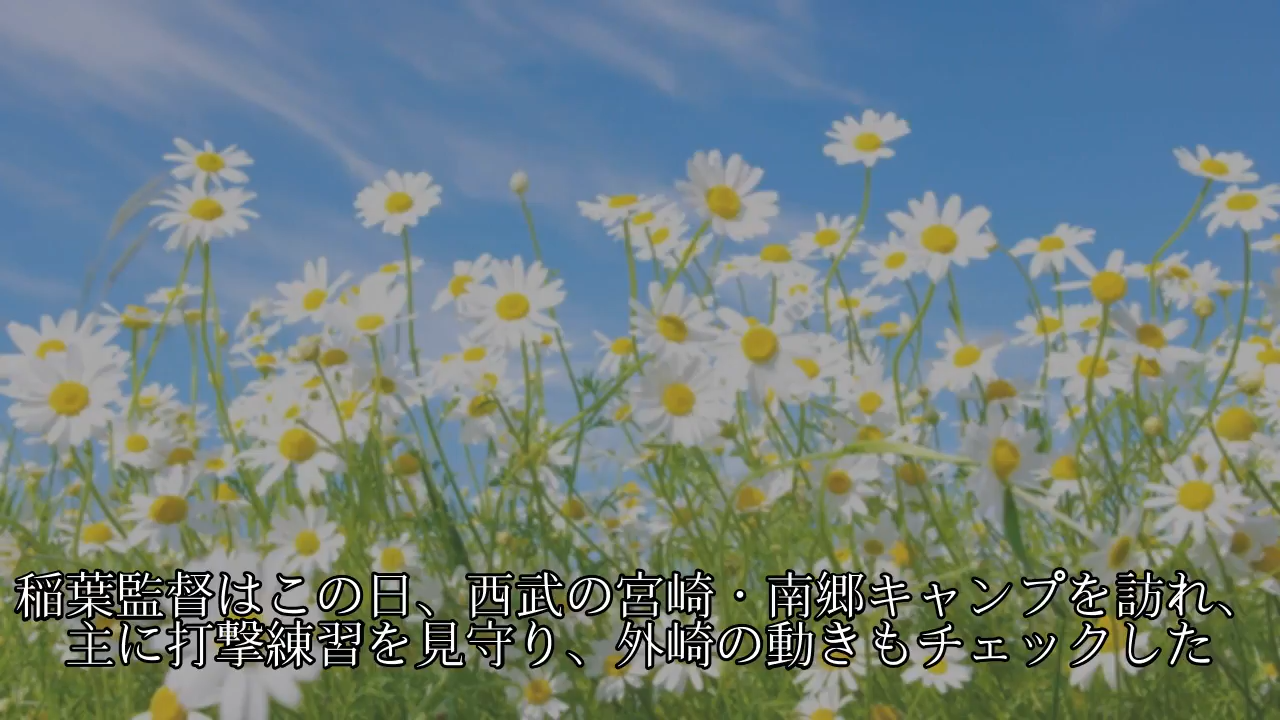 稲葉監督はこの日、西武の宮崎・南郷キャンプを訪れ、
主に打撃練習を見守り、外崎の動きもチェックした